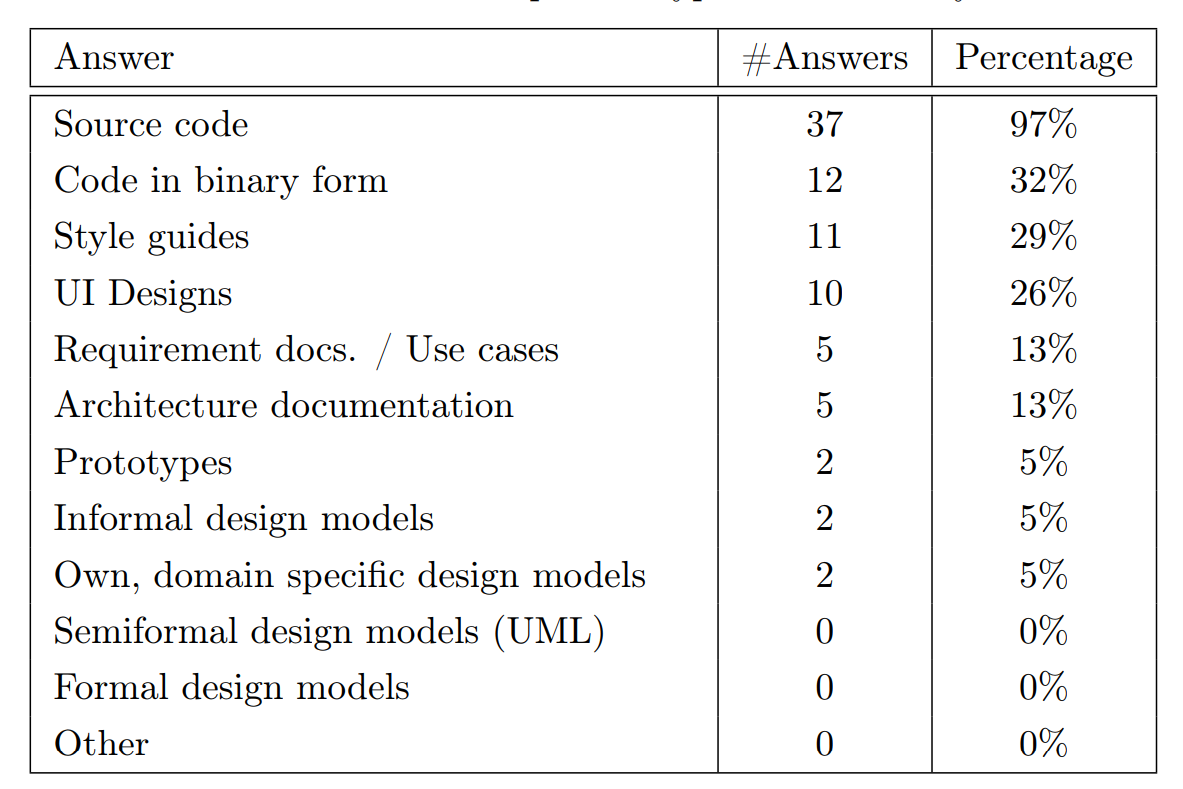 Answer #Answers Percentage
Source code 37 97%
Code in binary form 12 32%
Style guides 11 29%
UI Designs 10 26%
Requirement docs. / Use cases 5 13%
Architecture documentation 5 13%
Prototypes 2 5%
Informal design models 2 5%
Own, domain specific design models 2 5%
Semiformal design models (UML) 0 0%
Formal design models 0 0%
Other 0 0%